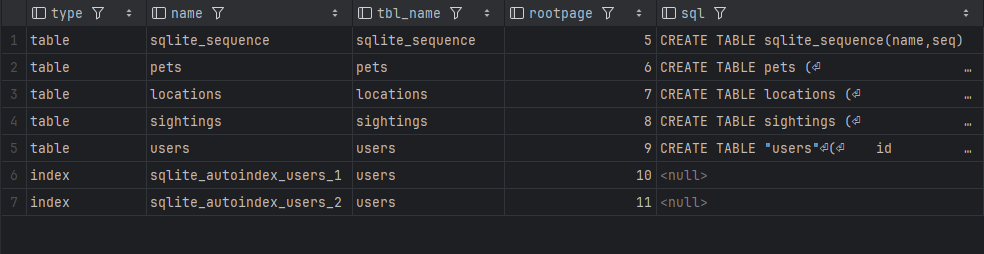 type name tbl_name rootpage sql
1 table sqlite_sequence sqlite_sequence 5 CREATE TABLE sqlite_sequence(name,seq)
2 table pets pets 6 CREATE TABLE pets (⏎ …
3 table locations locations 7 CREATE TABLE locations (⏎ …
4 table sightings sightings 8 CREATE TABLE sightings (⏎ …
5 table users users 9 CREATE TABLE "users"⏎(⏎    id …
6 index sqlite_autoindex_users_1 users 10 <null>
7 index sqlite_autoindex_users_2 users 11 <null>